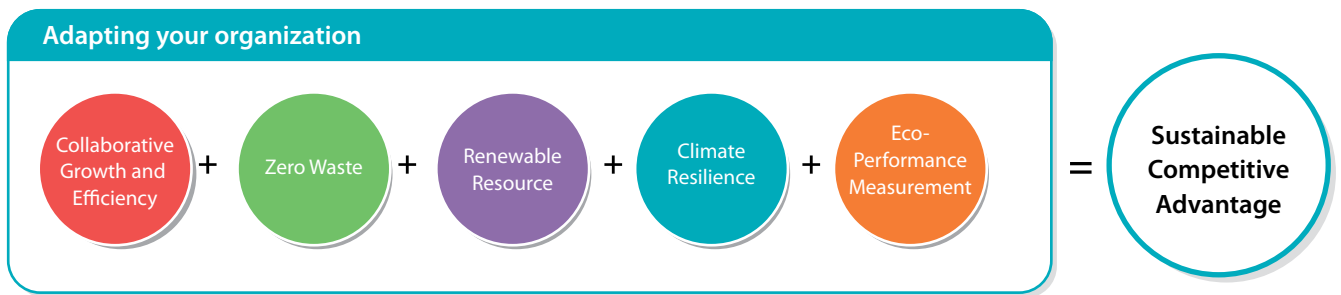 Adapting your organization
Collaborative
Growth and
Efficiency
+
Zero Waste
+
Renewable
Resource
+
Climate
Resilience
+
Eco-
Performance
Measurement
=
Sustainable
Competitive
Advantage